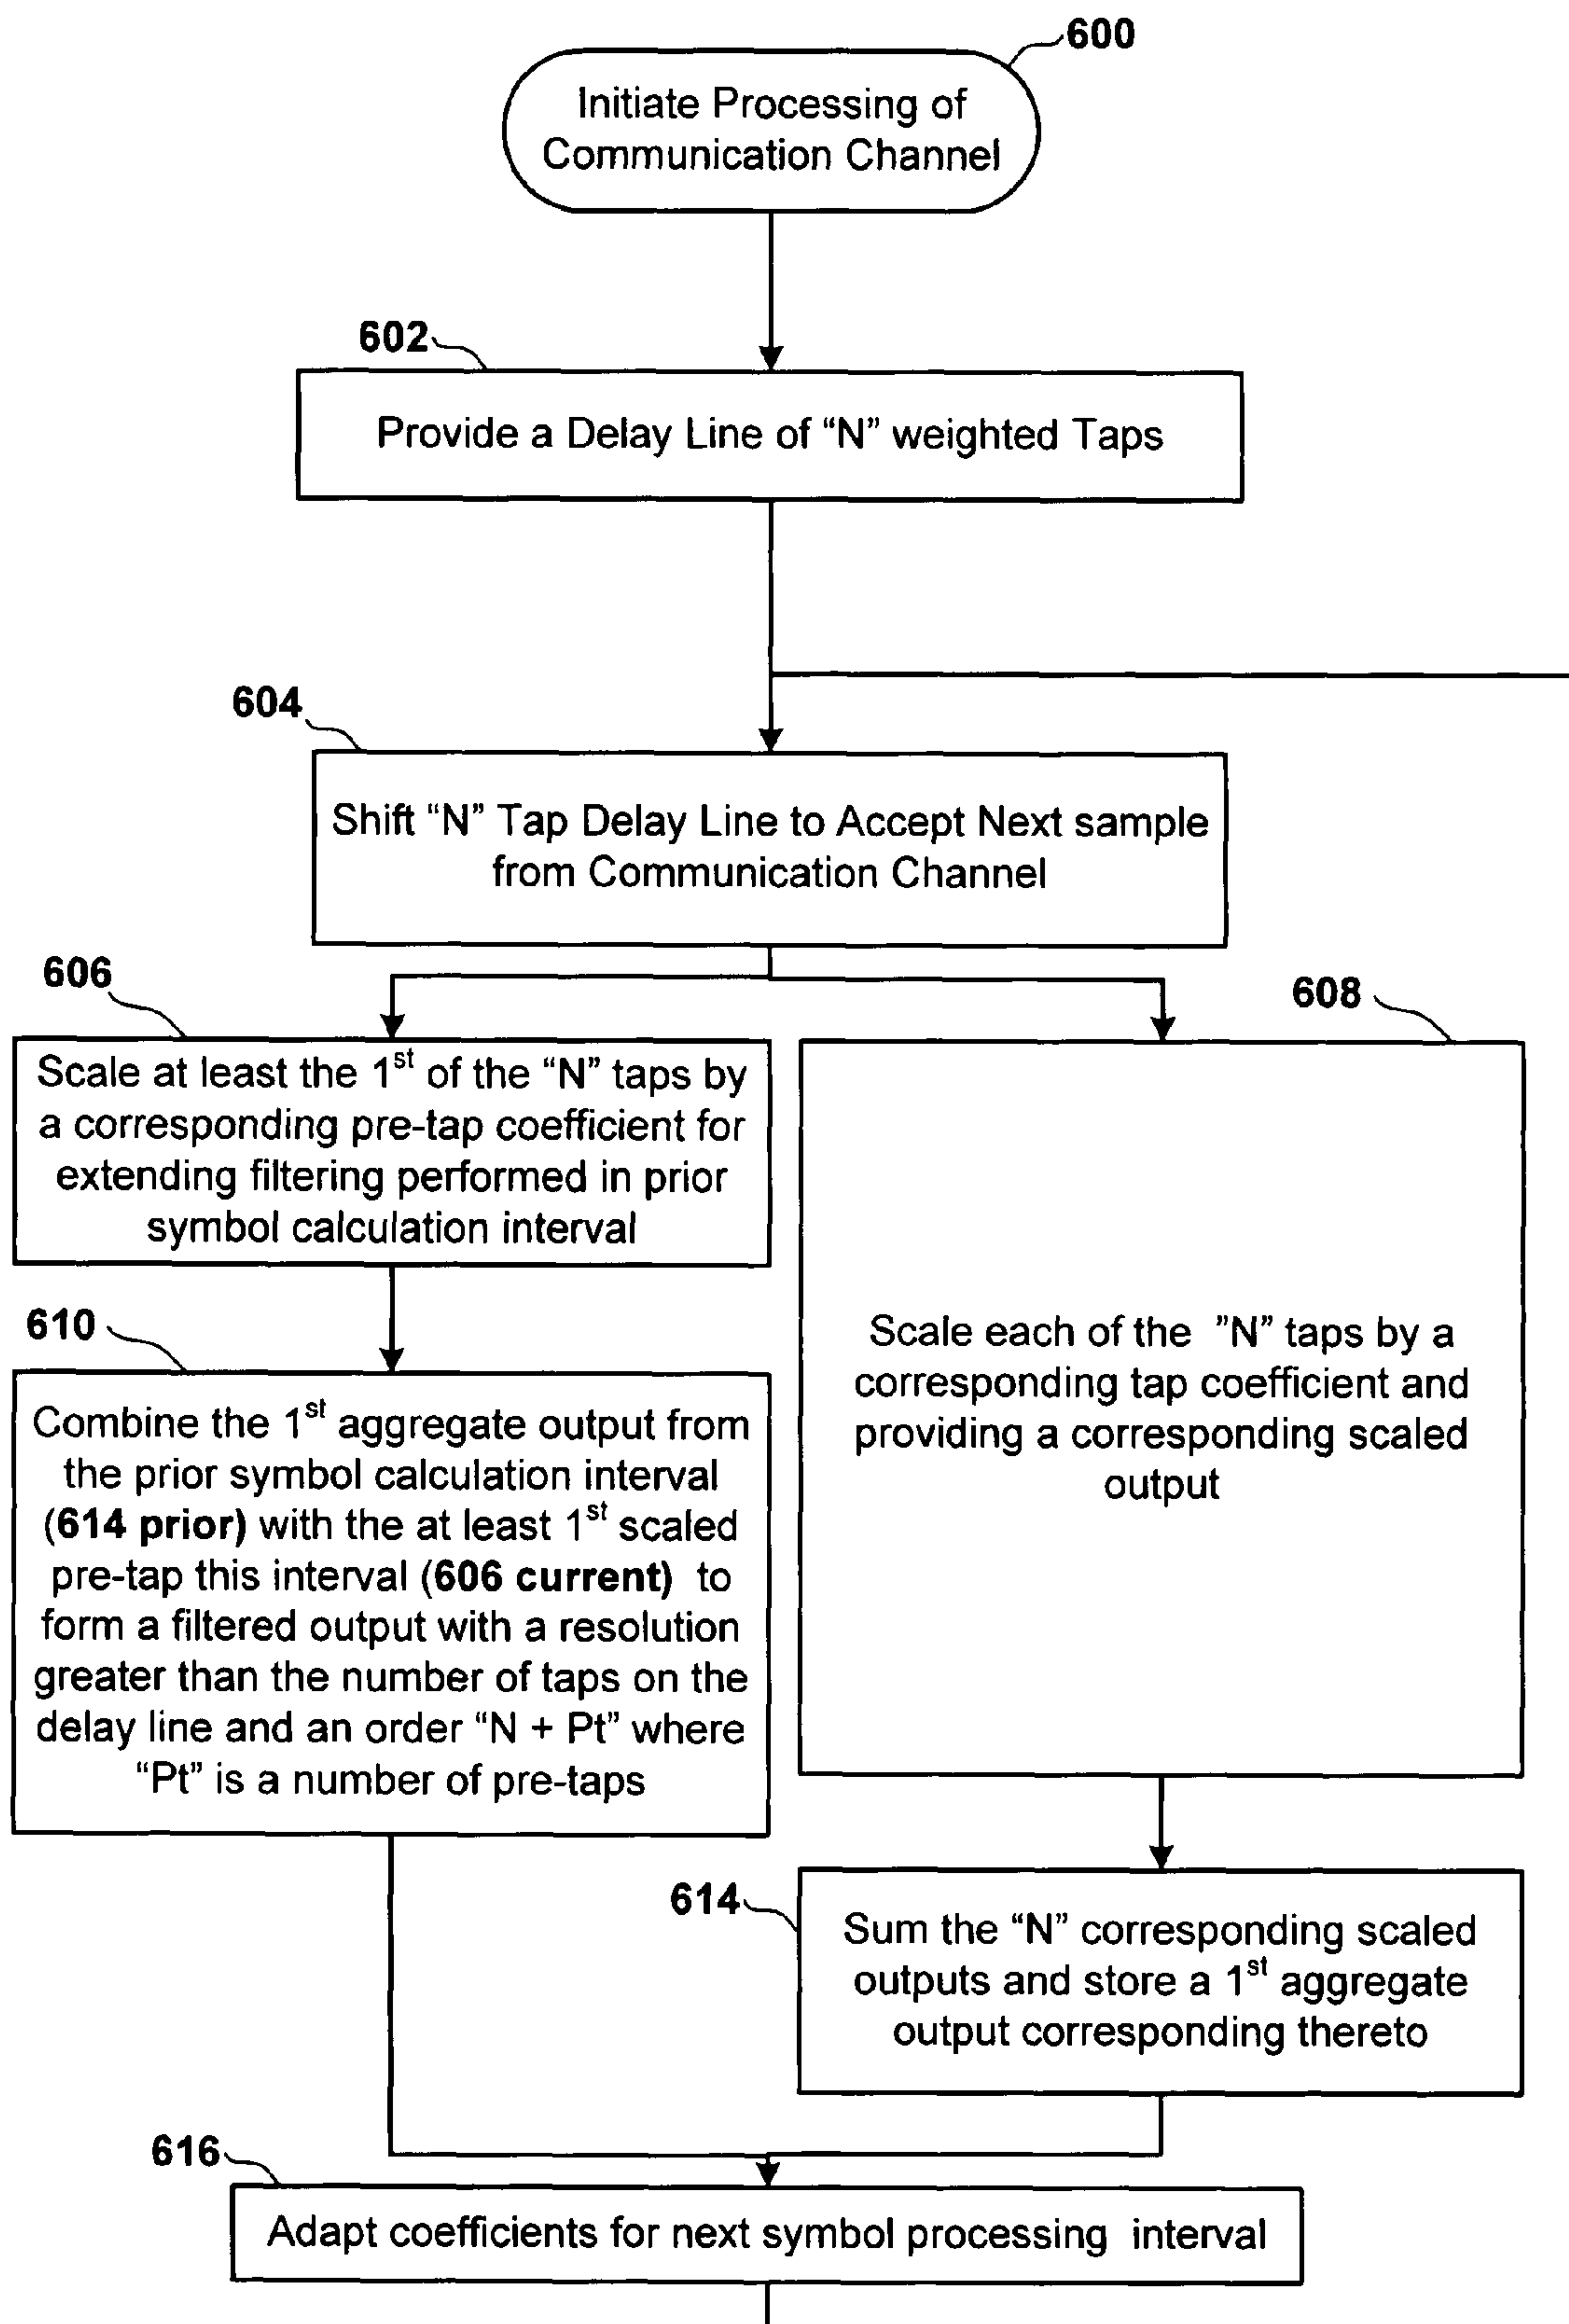 600
Initiate Processing of
Communication Channel
602
Provide a Delay Line of “N” weighted Taps
604
Shift “N” Tap Delay Line to Accept Next sample
from Communication Channel
606
Scale at least the 1st of the “N” taps by
a corresponding pre-tap coefficient for
extending filtering performed in prior
symbol calculation interval
608
Scale each of the ”N” taps by a
corresponding tap coefficient and
providing a corresponding scaled
output
610
Combine the 1st aggregate output from
the prior symbol calculation interval
(614 prior) with the at least 1st scaled
pre-tap this interval (606 current) to
form a filtered output with a resolution
greater than the number of taps on the
delay line and an order “N + Pt” where
“Pt” is a number of pre-taps
614
Sum the “N” corresponding scaled
outputs and store a 1st aggregate
output corresponding thereto
616
Adapt coefficients for next symbol processing interval